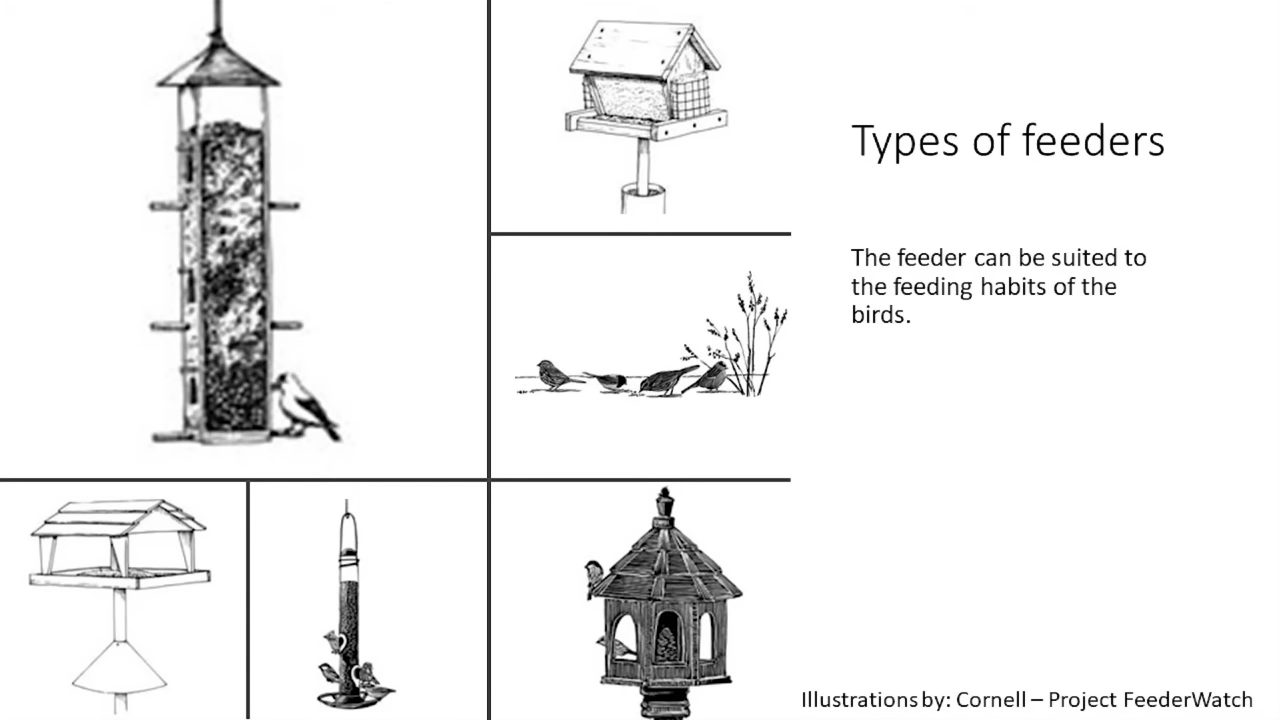 Types of feeders
The feeder can be suited to
the feeding habits of the
birds.
Illustrations by: Cornell – Project FeederWatch